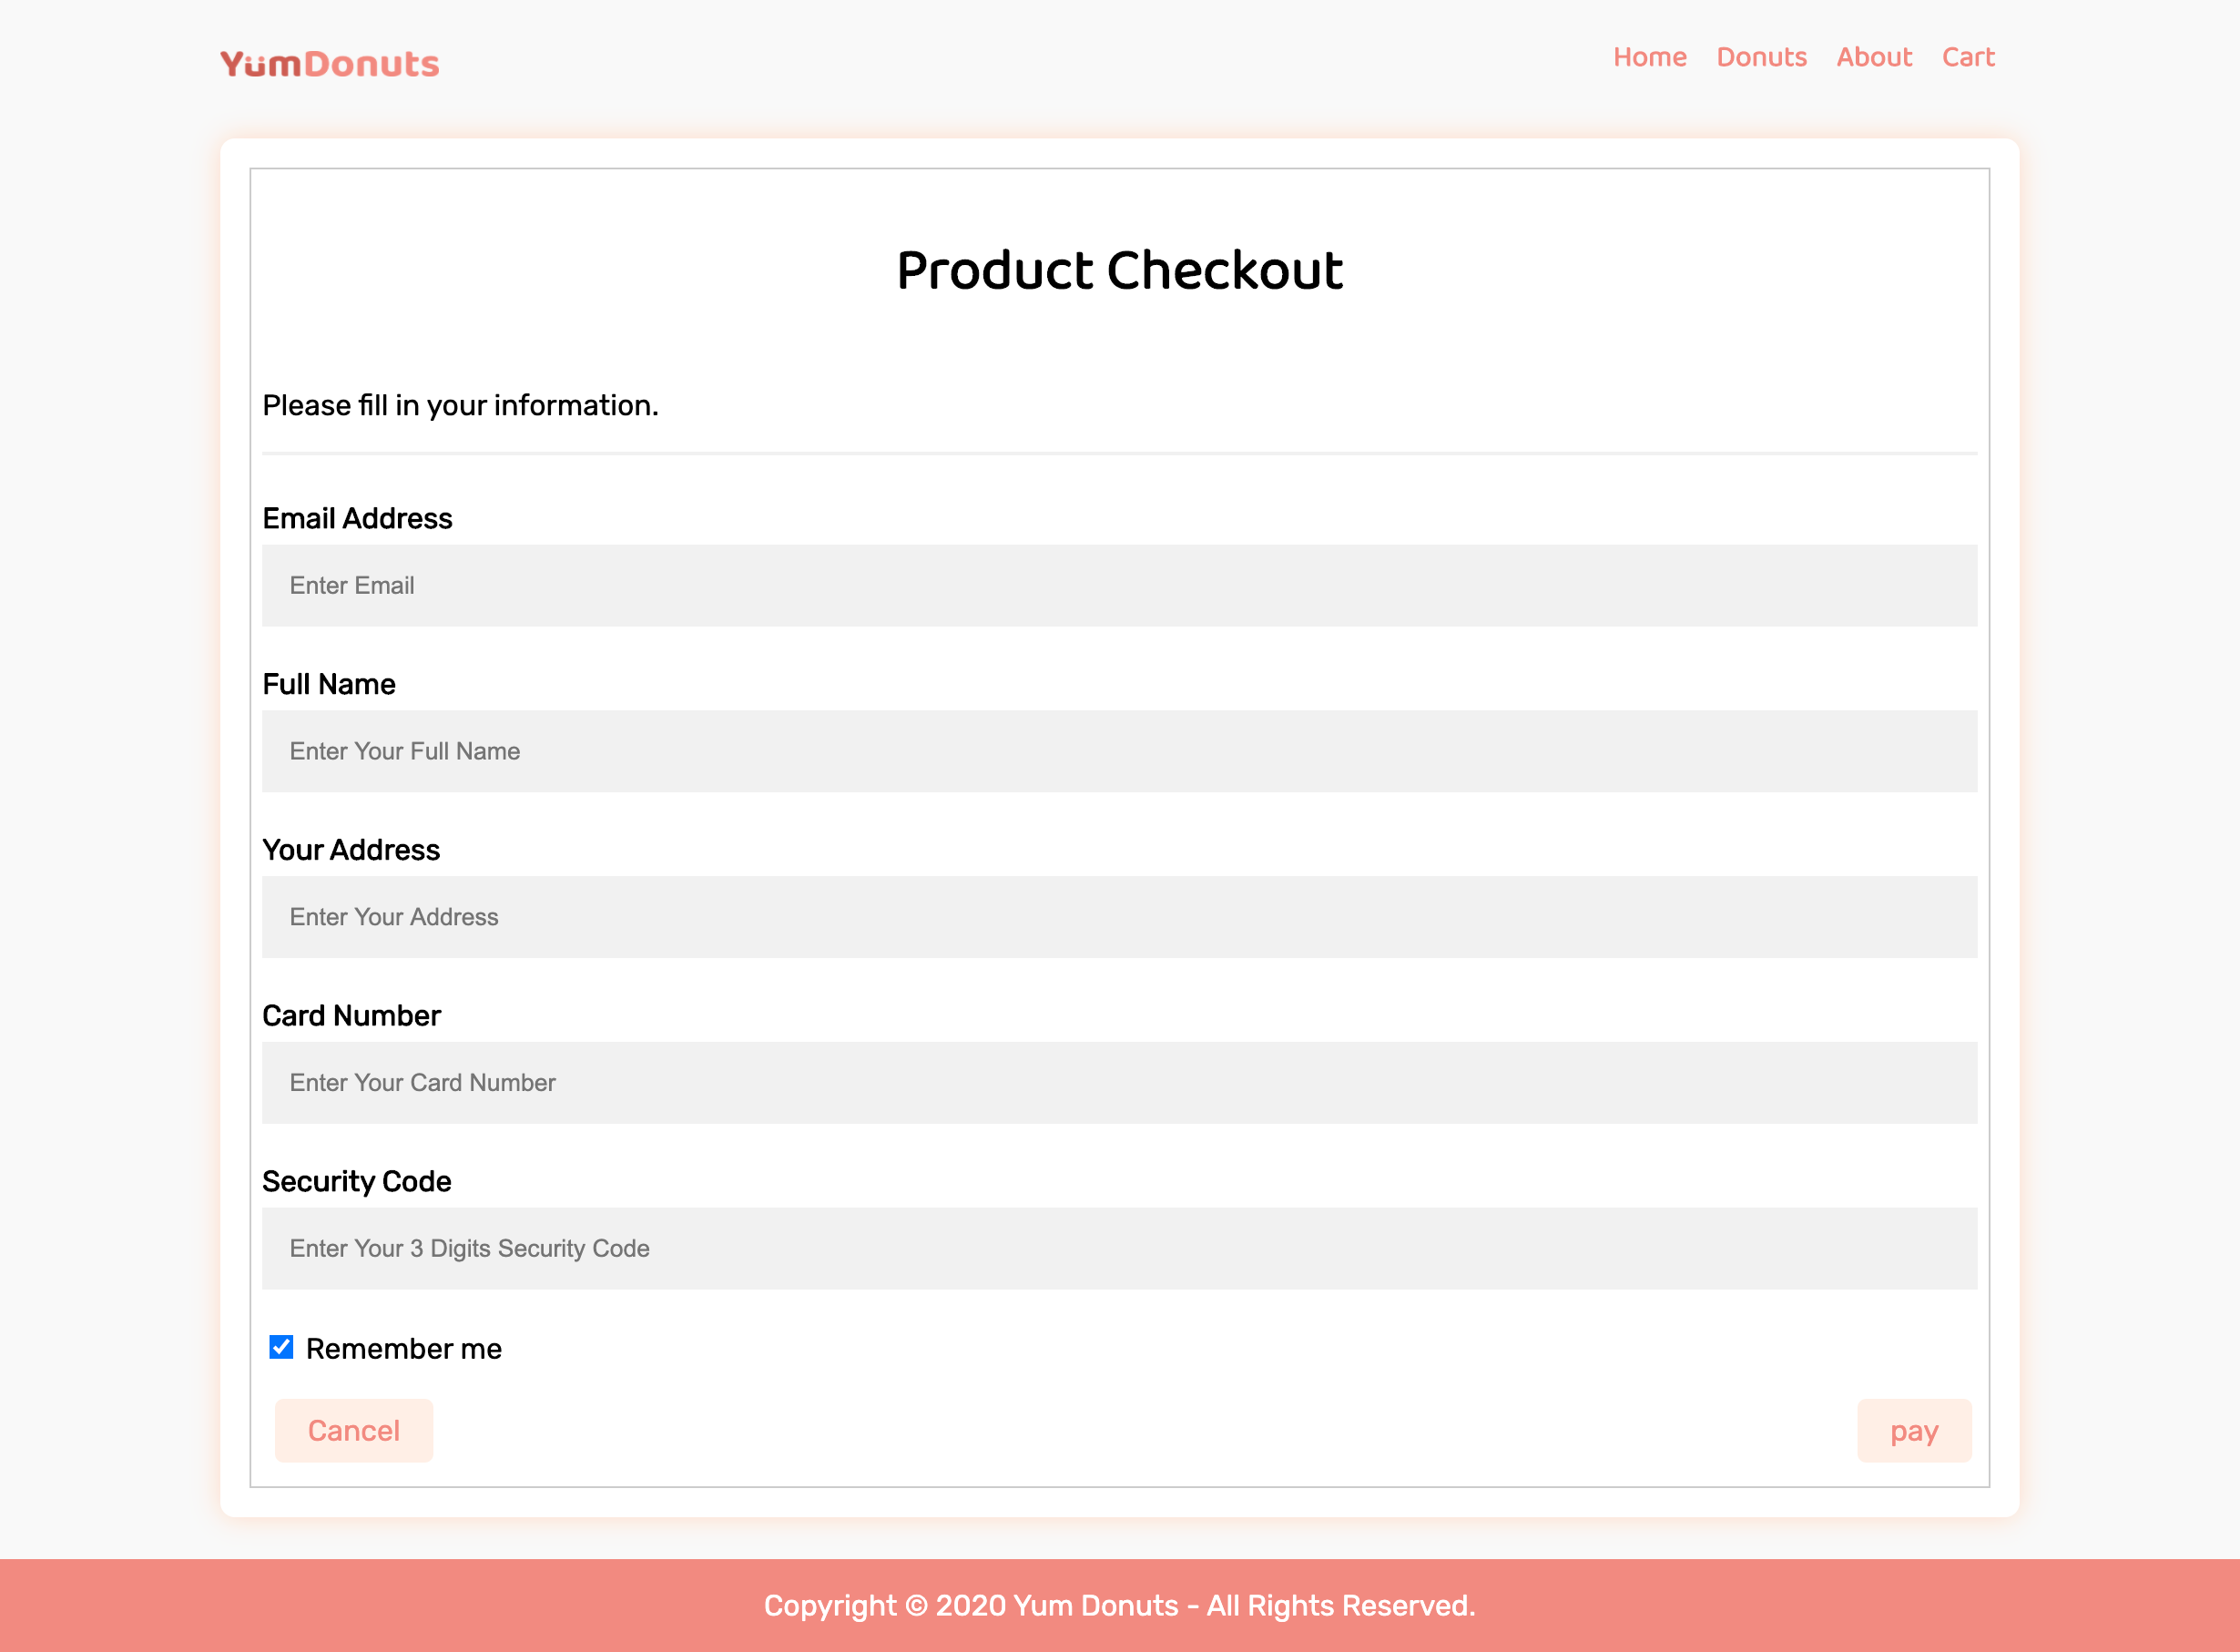 YümDonuts
Home Donuts About Cart
Product Checkout
Please fill in your information.
Email Address
Enter Email
Full Name
Enter Your Full Name
Your Address
Enter Your Address
Card Number
Enter Your Card Number
Security Code
Enter Your 3 Digits Security Code
Remember me
Cancel pay
Copyright © 2020 Yum Donuts - All Rights Reserved.